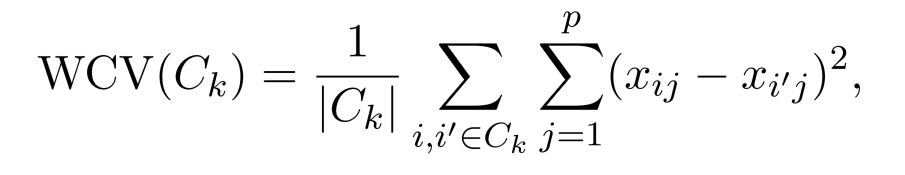 WCV(C_k) = \frac{1}{|C_k|} \sum_{i,i' \in C_k} \sum_{j=1}^{p} (x_{ij} - x_{i'j})^2,